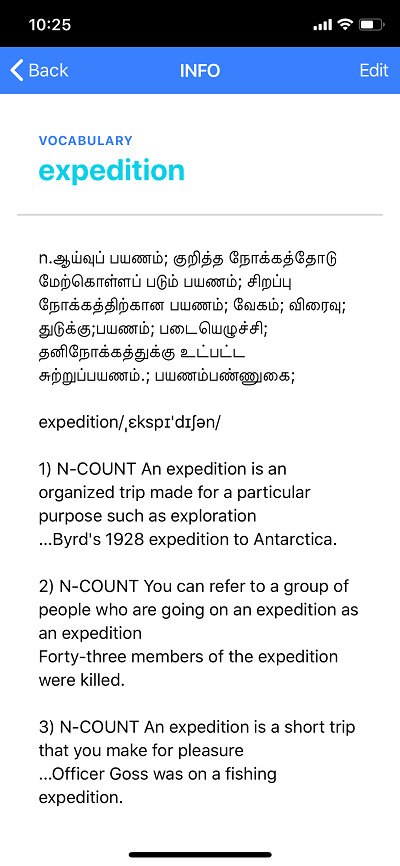 10:25
Back
INFO
Edit
VOCABULARY
expedition
n.ஆய்வுப் பயணம்; குறித்த நோக்கத்தோடு
மேற்கொள்ளப் படும் பயணம்; சிறப்பு
நோக்கத்திற்கான பயணம்; வேகம்; விரைவு;
துடுக்கு;பயணம்; படையெழுச்சி;
தனிநோக்கத்துக்கு உட்பட்ட
சுற்றுப்பயணம்.; பயணம்பண்ணுகை;
expedition/ˌɛkspɪˈdɪʃən/
1) N-COUNT An expedition is an
organized trip made for a particular
purpose such as exploration
...Byrd's 1928 expedition to Antarctica.
2) N-COUNT You can refer to a group of
people who are going on an expedition as
an expedition
Forty-three members of the expedition
were killed.
3) N-COUNT An expedition is a short trip
that you make for pleasure
...Officer Goss was on a fishing
expedition.